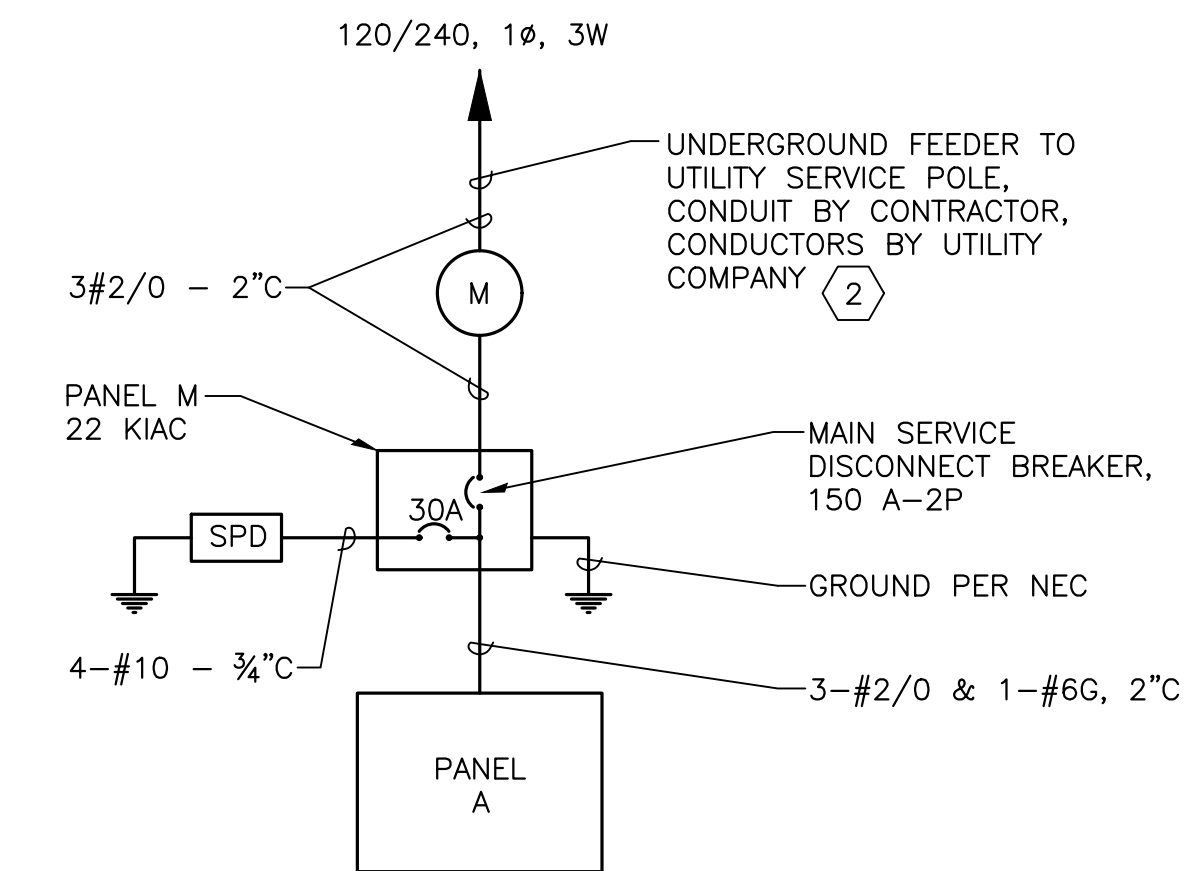 120/240, 1ø, 3W
UNDERGROUND FEEDER TO
UTILITY SERVICE POLE,
CONDUIT BY CONTRACTOR,
CONDUCTORS BY UTILITY
COMPANY 2
3#2/0 – 2"C
M
PANEL M
22 KIAC
MAIN SERVICE
DISCONNECT BREAKER,
150 A–2P
30A
SPD
GROUND PER NEC
4–#10 – ¾"C
3–#2/0 & 1–#6G, 2"C
PANEL
A